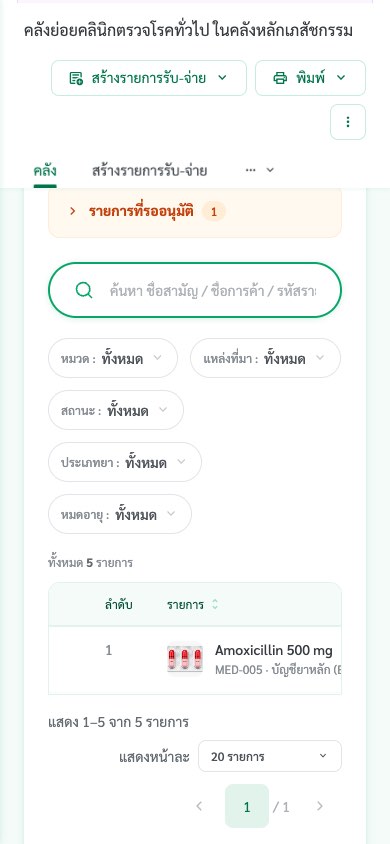 คลังย่อยคลินิกตรวจโรคทั่วไป ในคลังหลักเภสัชกรรม
สร้างรายการรับ-จ่าย
พิมพ์
คลัง สร้างรายการรับ-จ่าย ...
รายการที่รออนุมัติ 1
ค้นหา ชื่อสามัญ / ชื่อการค้า / รหัสรา
หมวด : ทั้งหมด แหล่งที่มา : ทั้งหมด
สถานะ : ทั้งหมด
ประเภทยา : ทั้งหมด
หมดอายุ : ทั้งหมด
ทั้งหมด 5 รายการ
ลำดับ รายการ
1 Amoxicillin 500 mg
MED-005 · บัญชียาหลัก (E
แสดง 1–5 จาก 5 รายการ
แสดงหน้าละ 20 รายการ
1 / 1